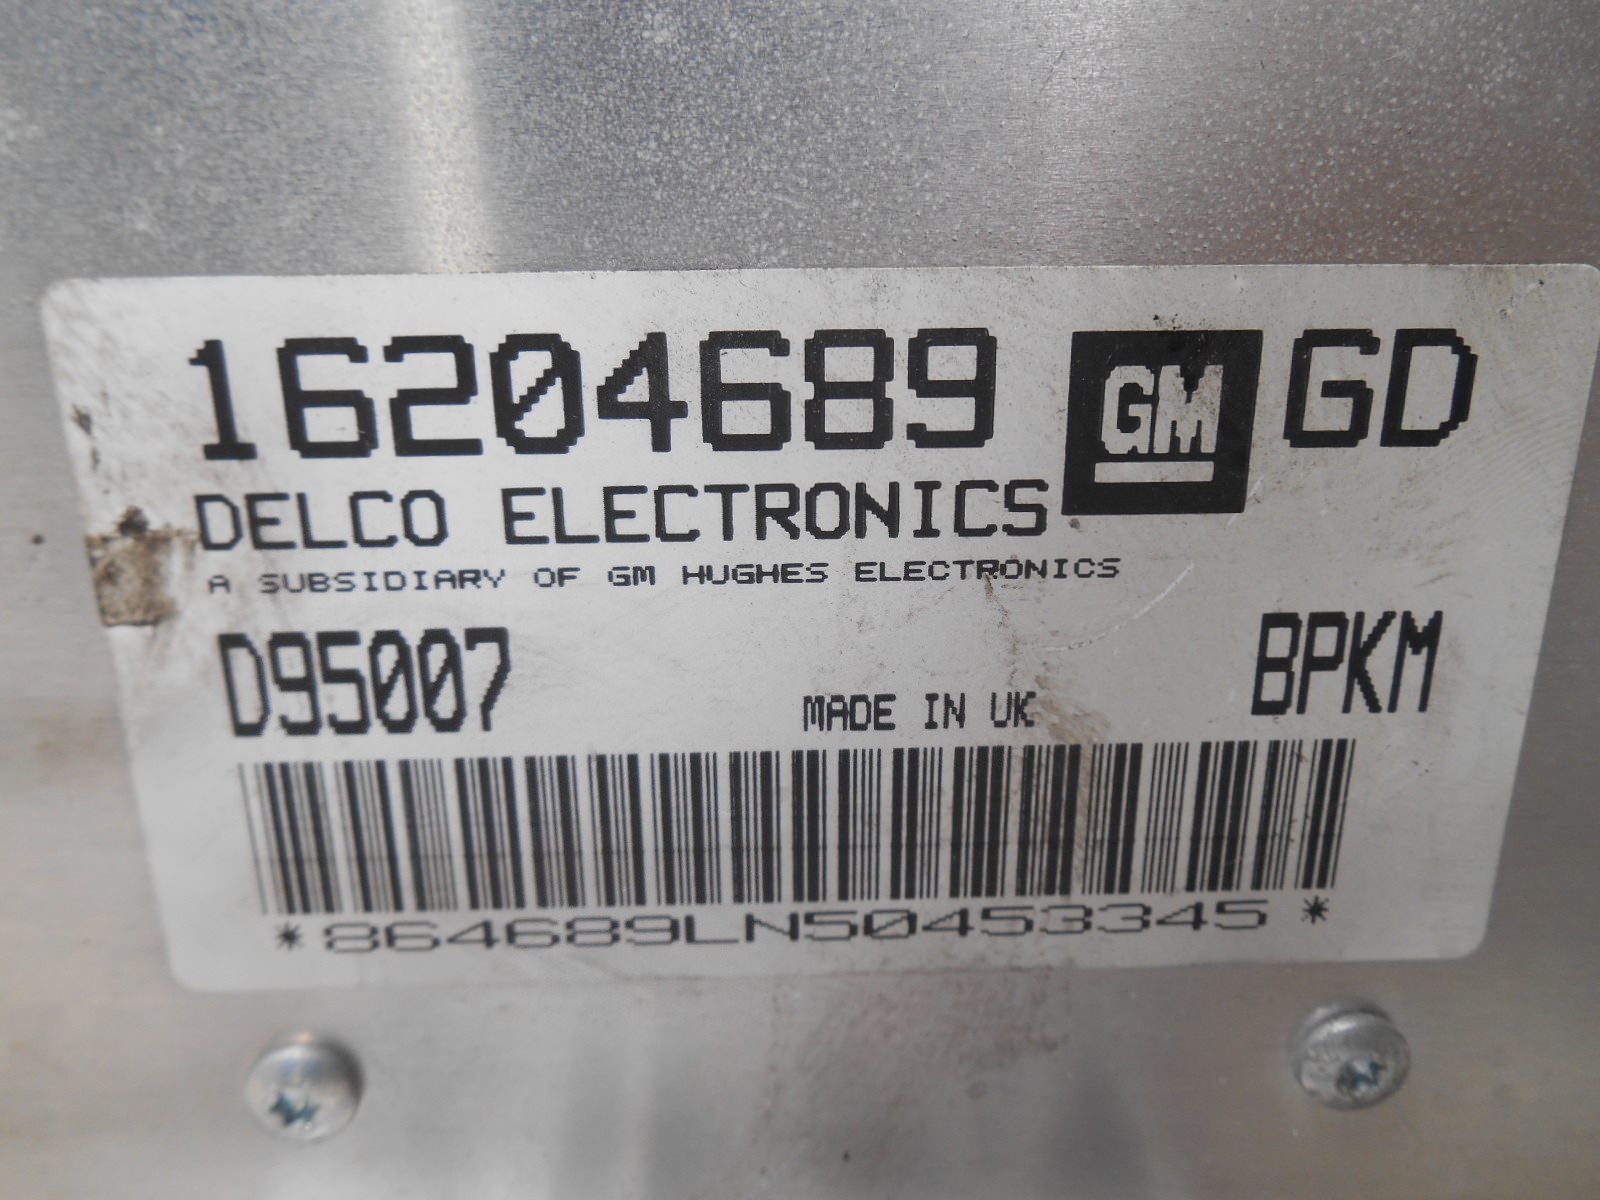 16204689 GM GD
DELCO ELECTRONICS
A SUBSIDIARY OF GM HUGHES ELECTRONICS
D95007 MADE IN UK BPKM
*864689LN50453345*